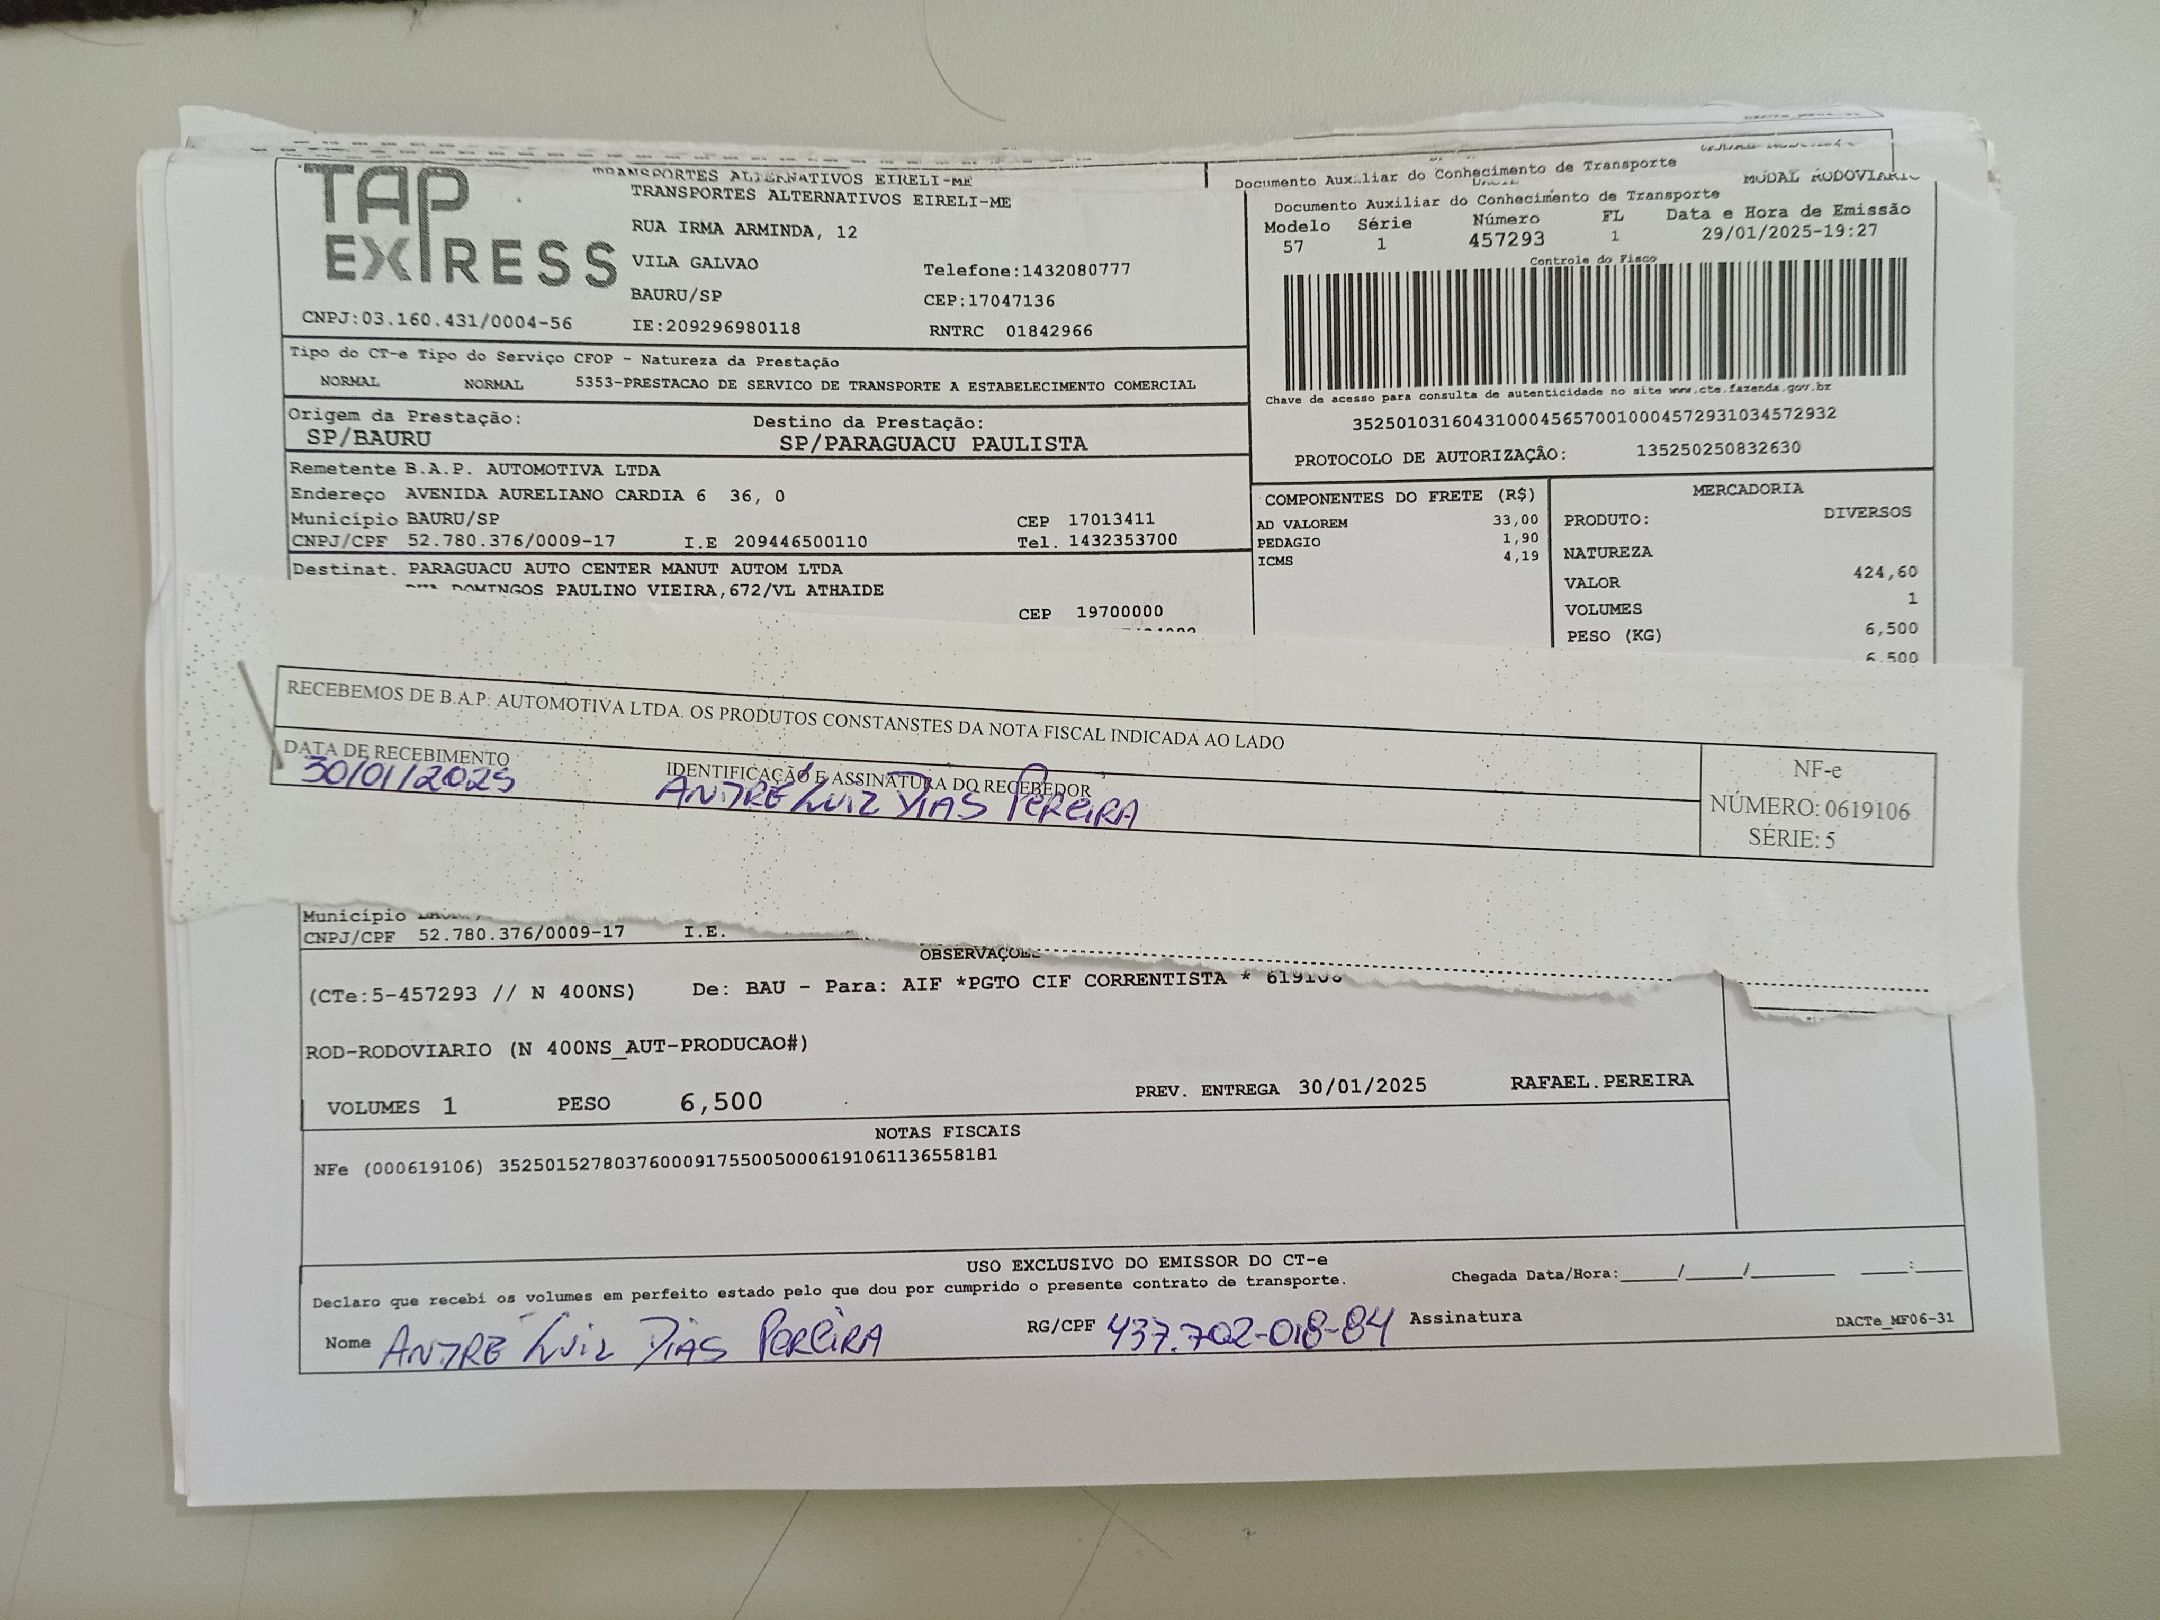 TAP EXPRESS
TRANSPORTES ALTERNATIVOS EIRELI-ME
TRANSPORTES ALTERNATIVOS EIRELI-ME
RUA IRMA ARMINDA, 12
VILA GALVAO Telefone:1432080777
BAURU/SP CEP:17047136
CNPJ:03.160.431/0004-56 IE:209296980118 RNTRC 01842966
Documento Auxiliar do Conhecimento de Transporte MODAL RODOVIARIO
Documento Auxiliar do Conhecimento de Transporte
Modelo Série Número FL Data e Hora de Emissão
57 1 457293 1 29/01/2025-19:27
Controle do Fisco
Chave de acesso para consulta de autenticidade no site www.cte.fazenda.gov.br
35250103160431000456570010004572931034572932
PROTOCOLO DE AUTORIZAÇÃO: 135250250832630
Tipo do CT-e Tipo do Serviço CFOP - Natureza da Prestação
NORMAL NORMAL 5353-PRESTACAO DE SERVICO DE TRANSPORTE A ESTABELECIMENTO COMERCIAL
Origem da Prestação: Destino da Prestação:
SP/BAURU SP/PARAGUACU PAULISTA
Remetente B.A.P. AUTOMOTIVA LTDA
Endereço AVENIDA AURELIANO CARDIA 6 36, 0
Município BAURU/SP CEP 17013411
CNPJ/CPF 52.780.376/0009-17 I.E 209446500110 Tel. 1432353700
Destinat. PARAGUACU AUTO CENTER MANUT AUTOM LTDA
DOMINGOS PAULINO VIEIRA,672/VL ATHAIDE
CEP 19700000
COMPONENTES DO FRETE (R$)
AD VALOREM 33,00
PEDAGIO 1,90
ICMS 4,19
MERCADORIA
PRODUTO: DIVERSOS
NATUREZA
VALOR 424,60
VOLUMES 1
PESO (KG) 6,500
6,500
RECEBEMOS DE B.A.P. AUTOMOTIVA LTDA. OS PRODUTOS CONSTANSTES DA NOTA FISCAL INDICADA AO LADO
DATA DE RECEBIMENTO IDENTIFICAÇÃO E ASSINATURA DO RECEBEDOR
30/01/2025 ANDRÉ LUIZ DIAS PEREIRA
NF-e
NÚMERO: 0619106
SÉRIE: 5
Município
CNPJ/CPF 52.780.376/0009-17 I.E.
OBSERVAÇÕES
(CTe:5-457293 // N 400NS) De: BAU - Para: AIF *PGTO CIF CORRENTISTA * 619106
ROD-RODOVIARIO (N 400NS_AUT-PRODUCAO#)
VOLUMES 1 PESO 6,500 PREV. ENTREGA 30/01/2025 RAFAEL.PEREIRA
NOTAS FISCAIS
NFe (000619106) 35250152780376000917550050006191061136558181
USO EXCLUSIVO DO EMISSOR DO CT-e
Declaro que recebi os volumes em perfeito estado pelo que dou por cumprido o presente contrato de transporte. Chegada Data/Hora:____/____/______ ____:____
Nome ANDRÉ LUIZ DIAS PEREIRA RG/CPF 437.702-018-84 Assinatura DACTe_MF06-31